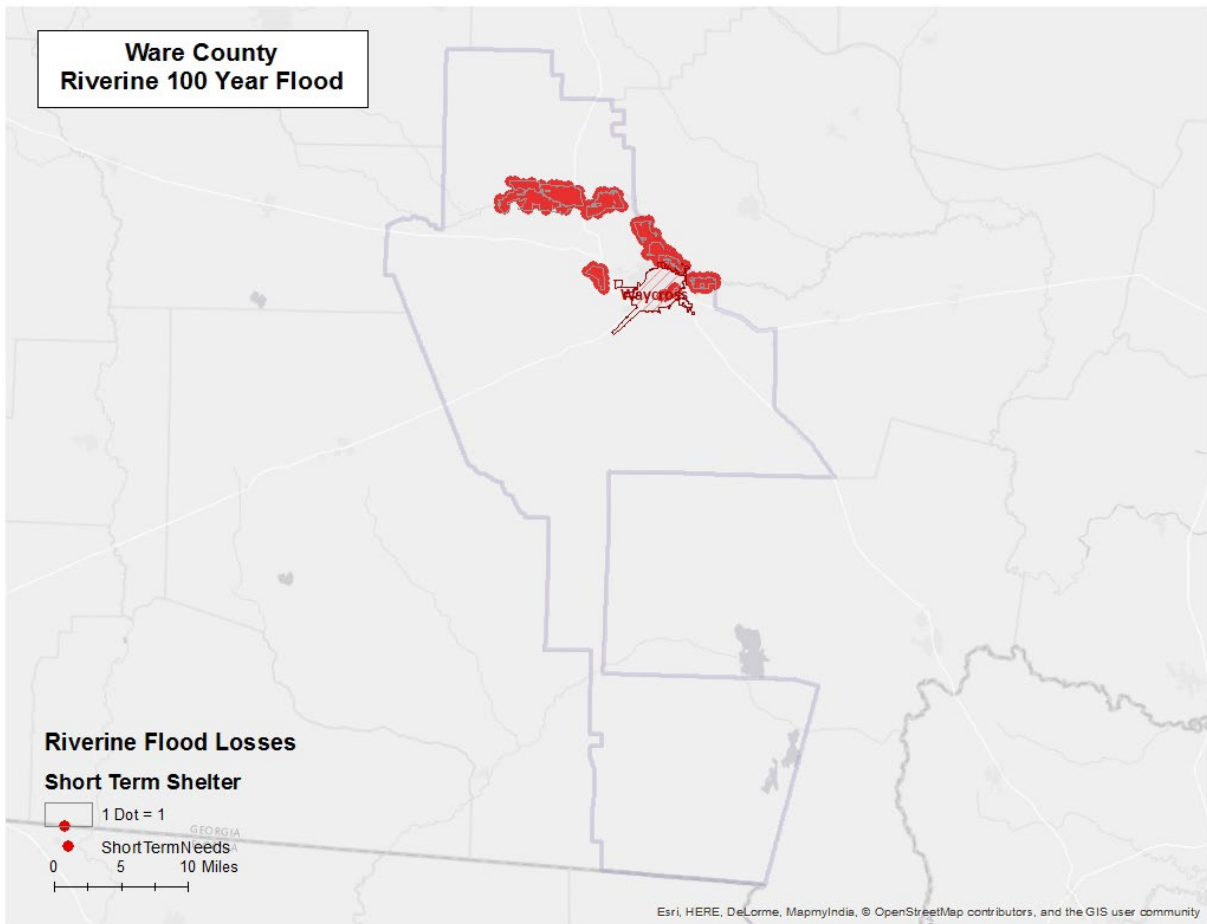 Ware County
Riverine 100 Year Flood
Waycross
Riverine Flood Losses
Short Term Shelter
1 Dot = 1
GEORGIA
ShortTermNeeds
0 5 10 Miles
Esri, HERE, DeLorme, MapmyIndia, © OpenStreetMap contributors, and the GIS user community